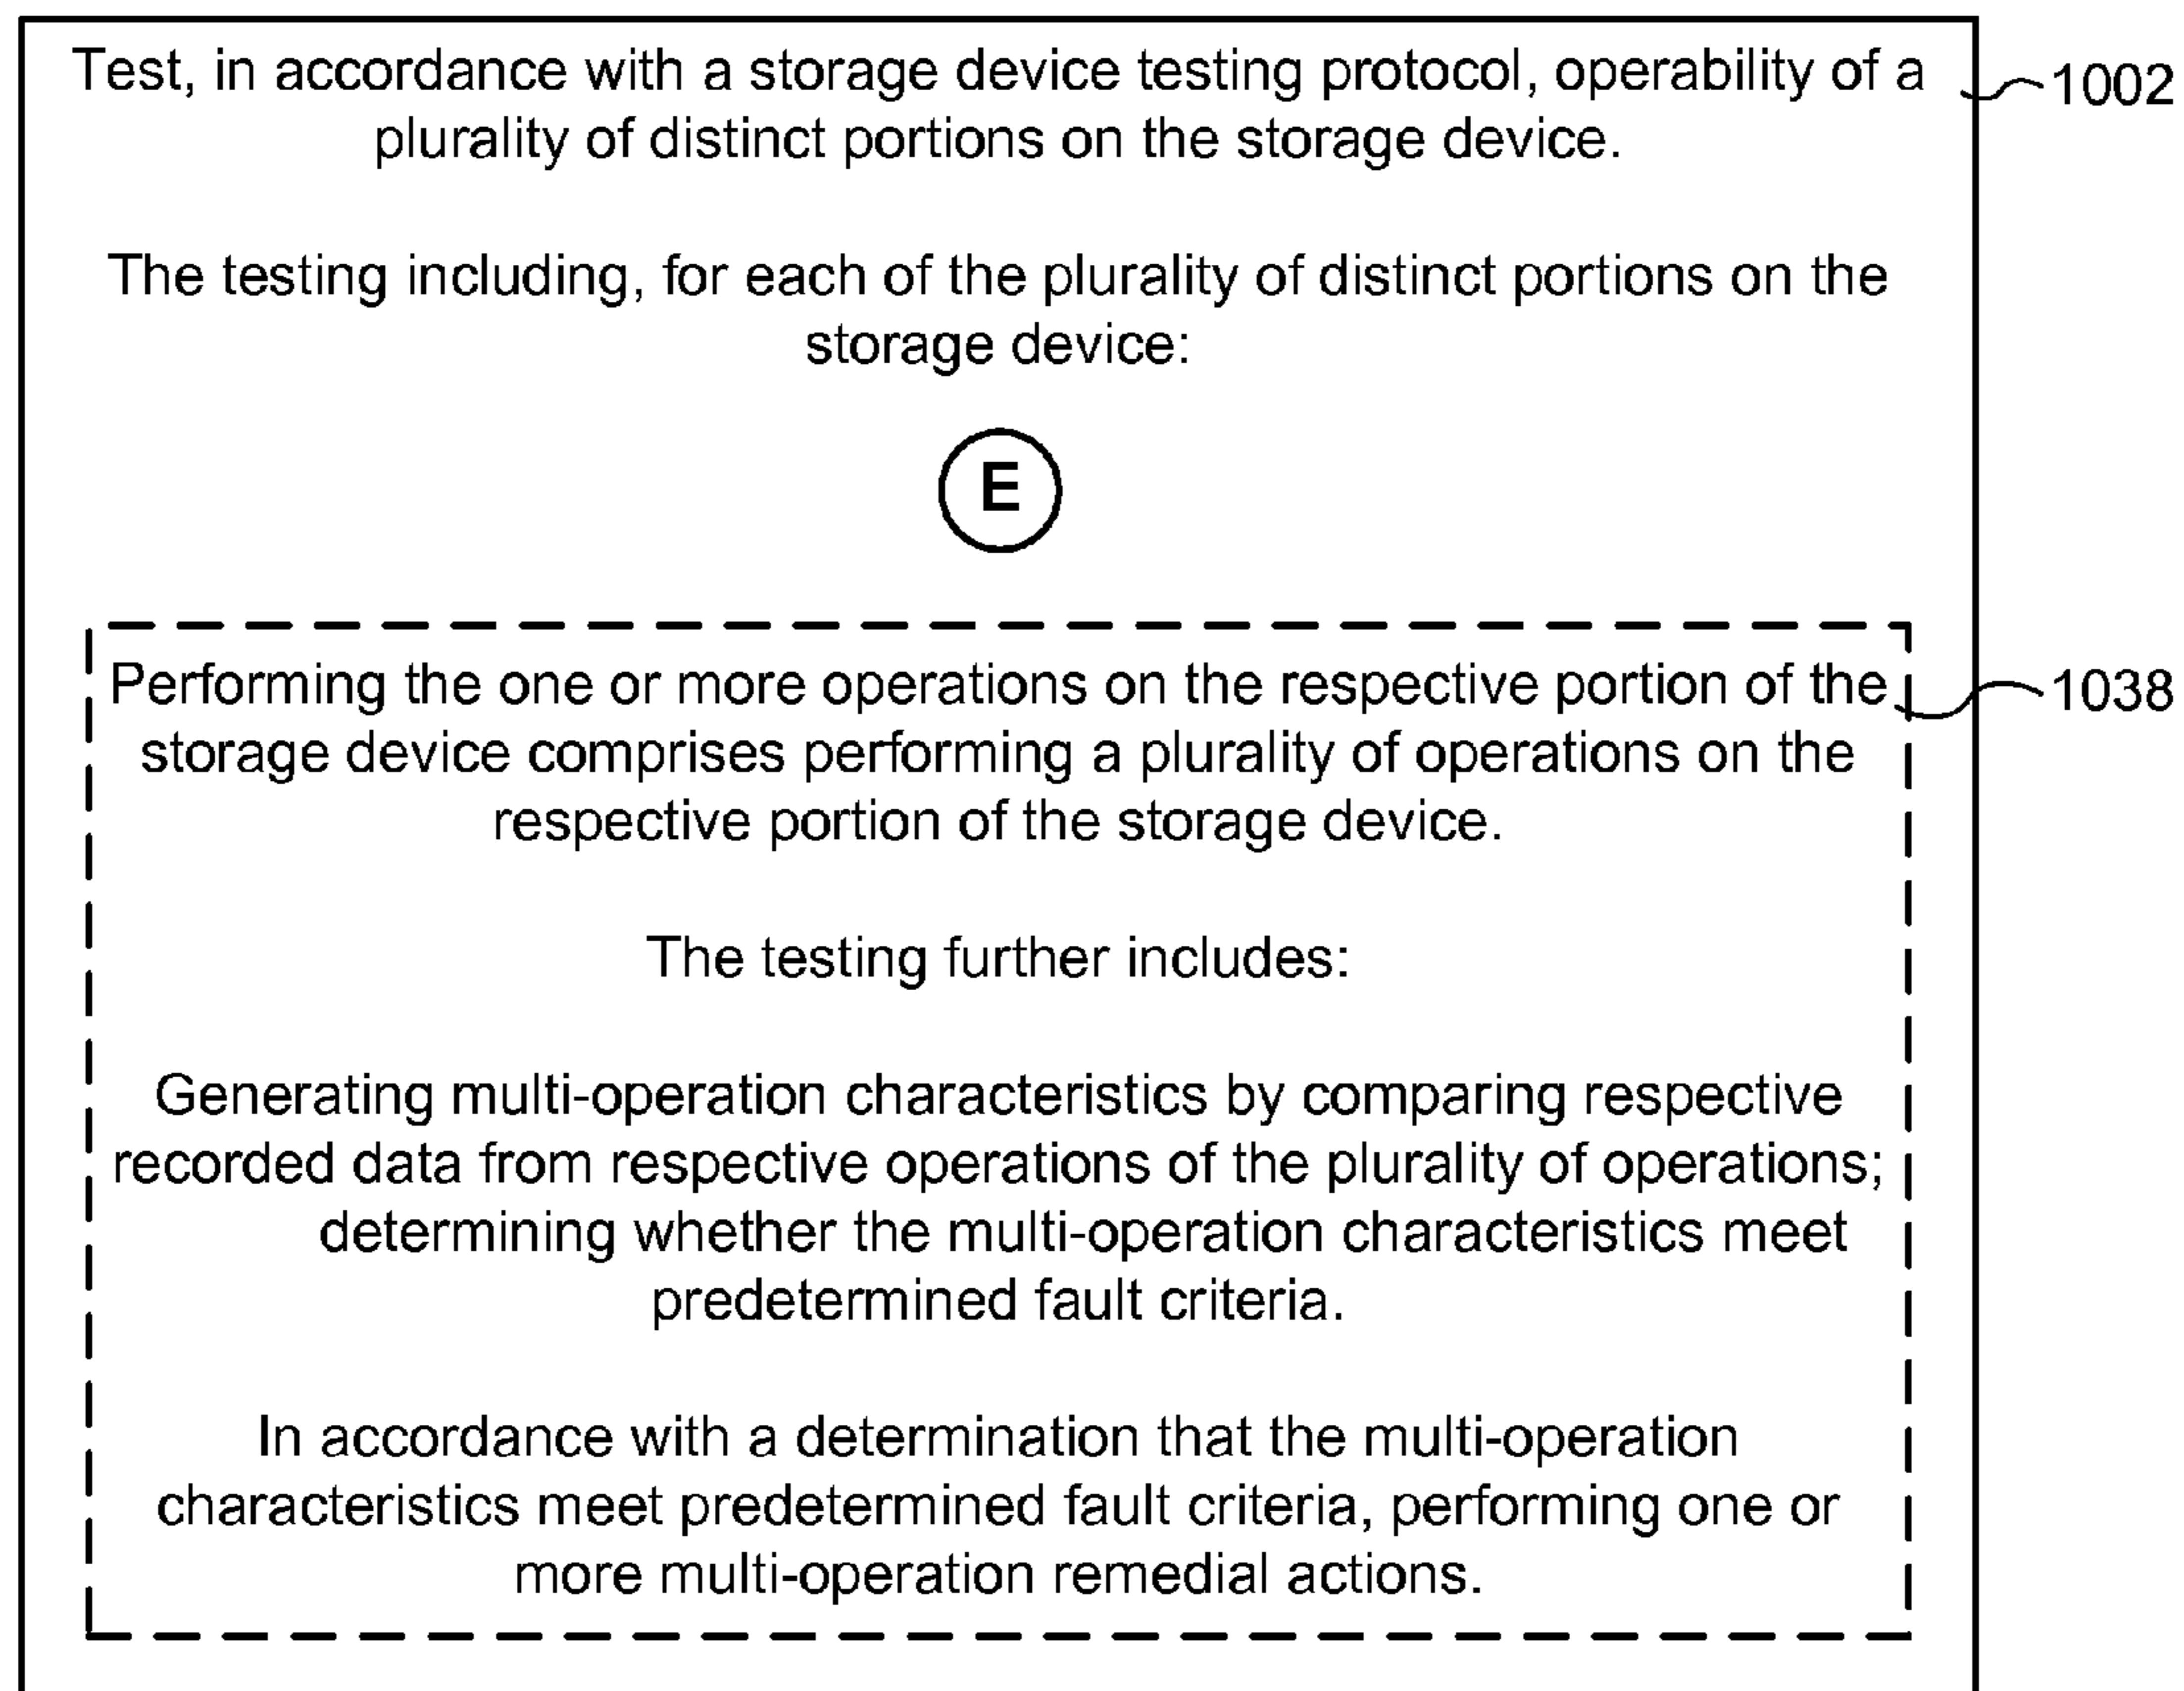 Test, in accordance with a storage device testing protocol, operability of a
plurality of distinct portions on the storage device.
1002
The testing including, for each of the plurality of distinct portions on the
storage device:
E
Performing the one or more operations on the respective portion of the
storage device comprises performing a plurality of operations on the
respective portion of the storage device.
1038
The testing further includes:
Generating multi-operation characteristics by comparing respective
recorded data from respective operations of the plurality of operations;
determining whether the multi-operation characteristics meet
predetermined fault criteria.
In accordance with a determination that the multi-operation
characteristics meet predetermined fault criteria, performing one or
more multi-operation remedial actions.